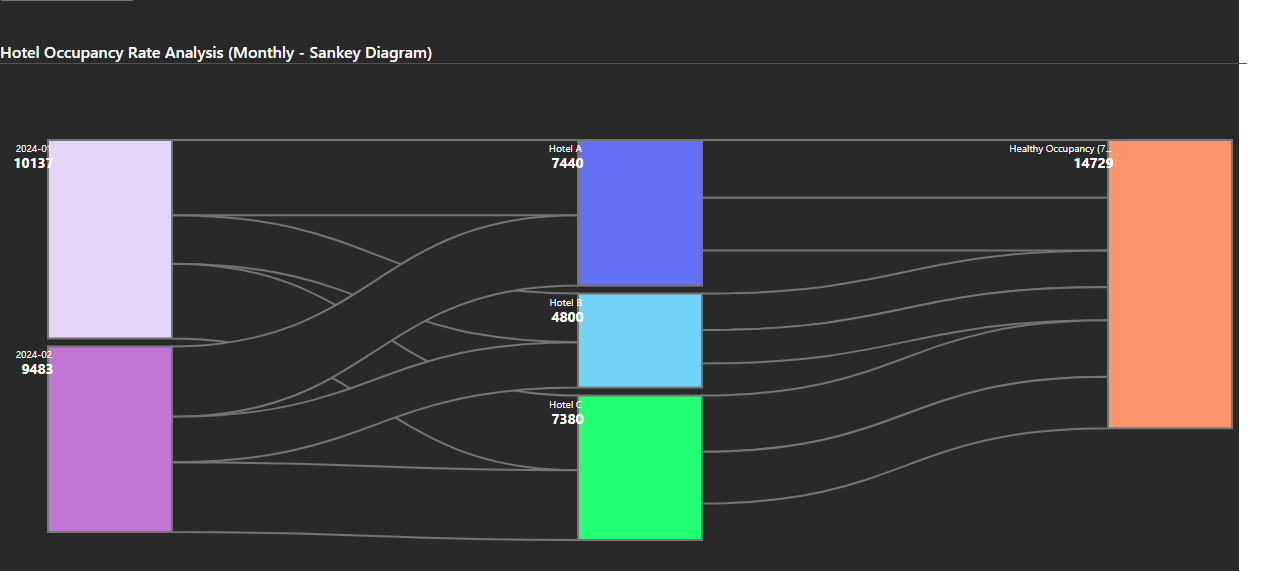 Hotel Occupancy Rate Analysis (Monthly - Sankey Diagram)
2024-01
10137
Hotel A
7440
Healthy Occupancy (7...
14729
Hotel B
4800
2024-02
9483
Hotel C
7380